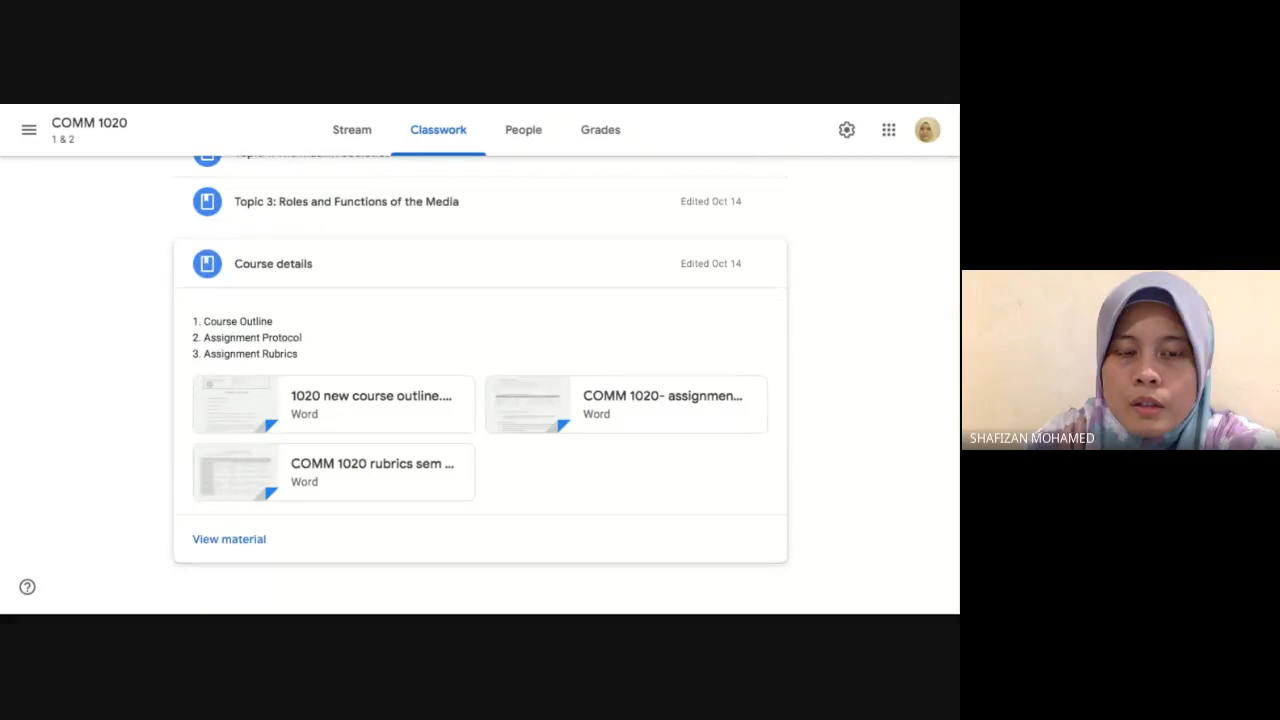 COMM 1020
1 & 2
Stream
Classwork
People
Grades
Topic 3: Roles and Functions of the Media
Edited Oct 14
Course details
Edited Oct 14
1. Course Outline
2. Assignment Protocol
3. Assignment Rubrics
1020 new course outline....
Word
COMM 1020- assignmen...
Word
COMM 1020 rubrics sem ...
Word
View material
SHAFIZAN MOHAMED